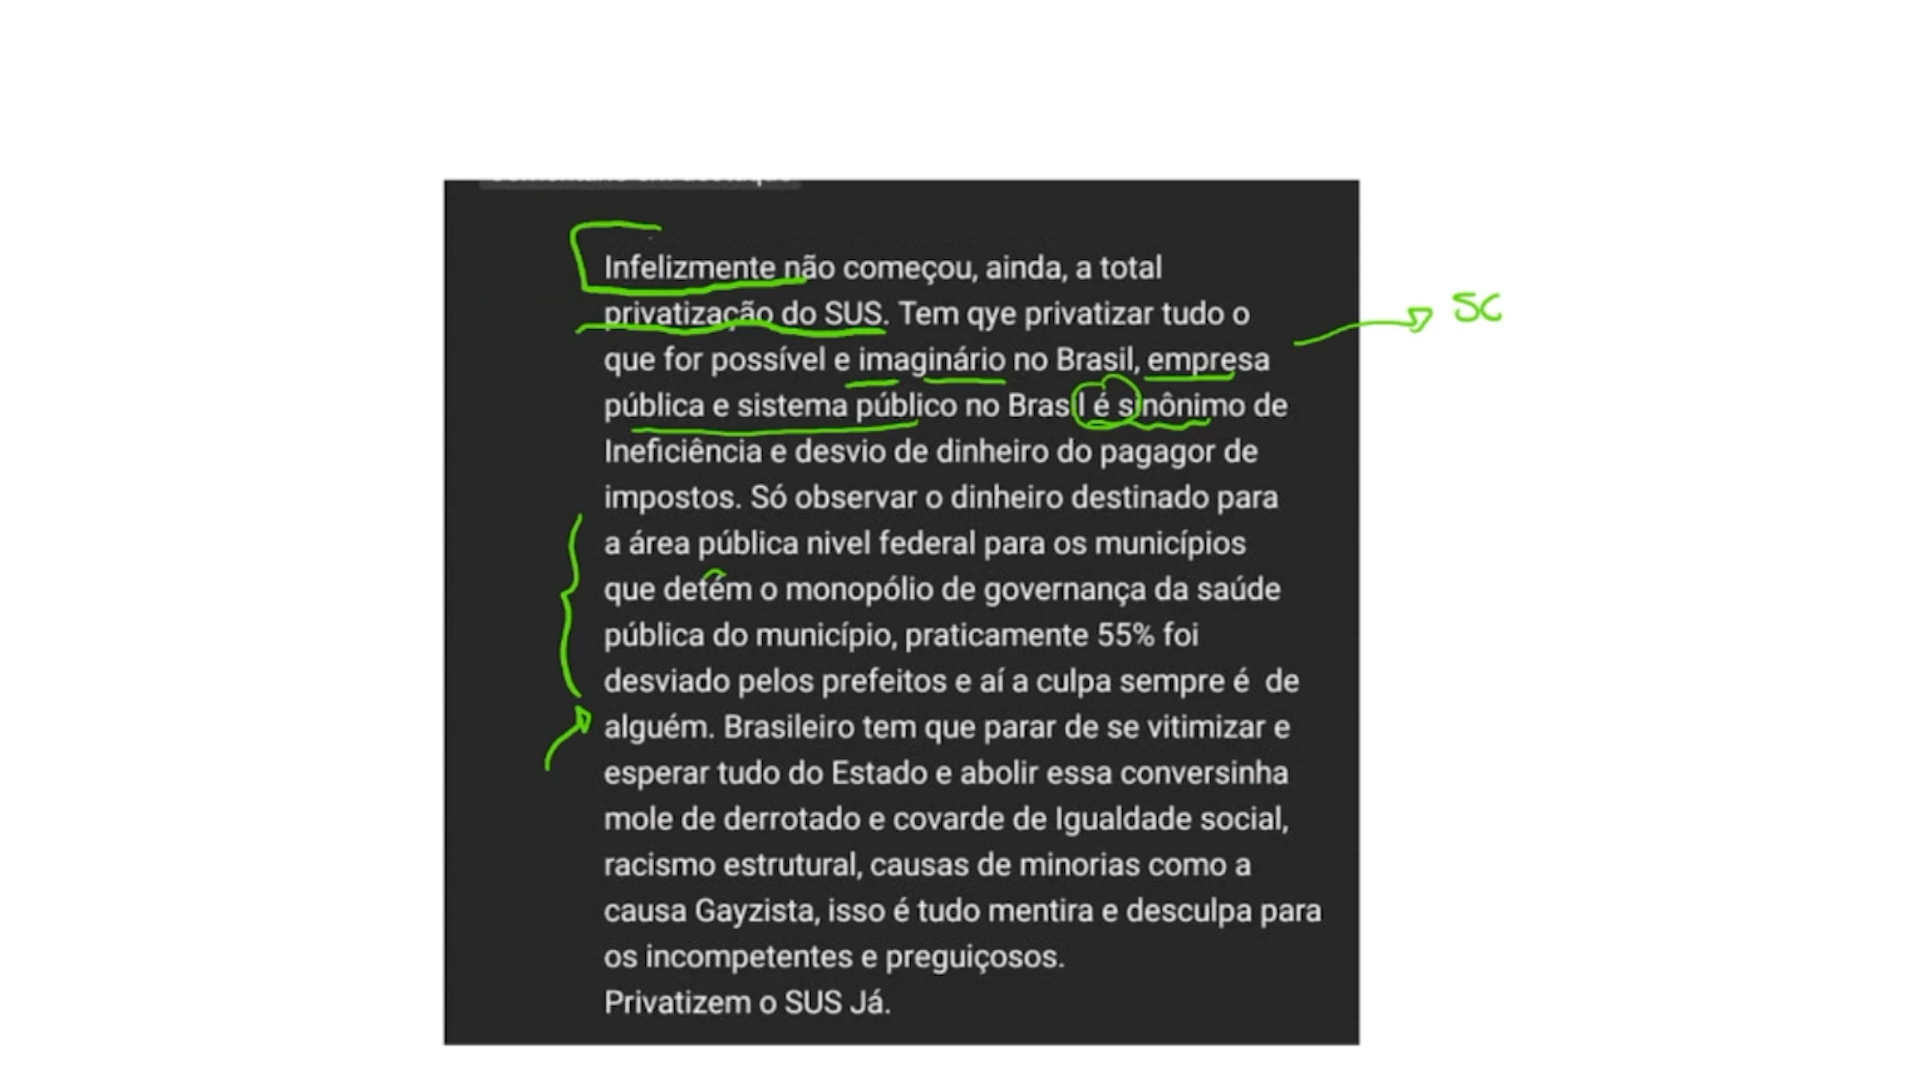 Infelizmente não começou, ainda, a total
privatização do SUS. Tem qye privatizar tudo o
que for possível e imaginário no Brasil, empresa
pública e sistema público no Brasil é sinônimo de
Ineficiência e desvio de dinheiro do pagagor de
impostos. Só observar o dinheiro destinado para
a área pública nivel federal para os municípios
que detém o monopólio de governança da saúde
pública do município, praticamente 55% foi
desviado pelos prefeitos e aí a culpa sempre é  de
alguém. Brasileiro tem que parar de se vitimizar e
esperar tudo do Estado e abolir essa conversinha
mole de derrotado e covarde de Igualdade social,
racismo estrutural, causas de minorias como a
causa Gayzista, isso é tudo mentira e desculpa para
os incompetentes e preguiçosos.
Privatizem o SUS Já.
SC